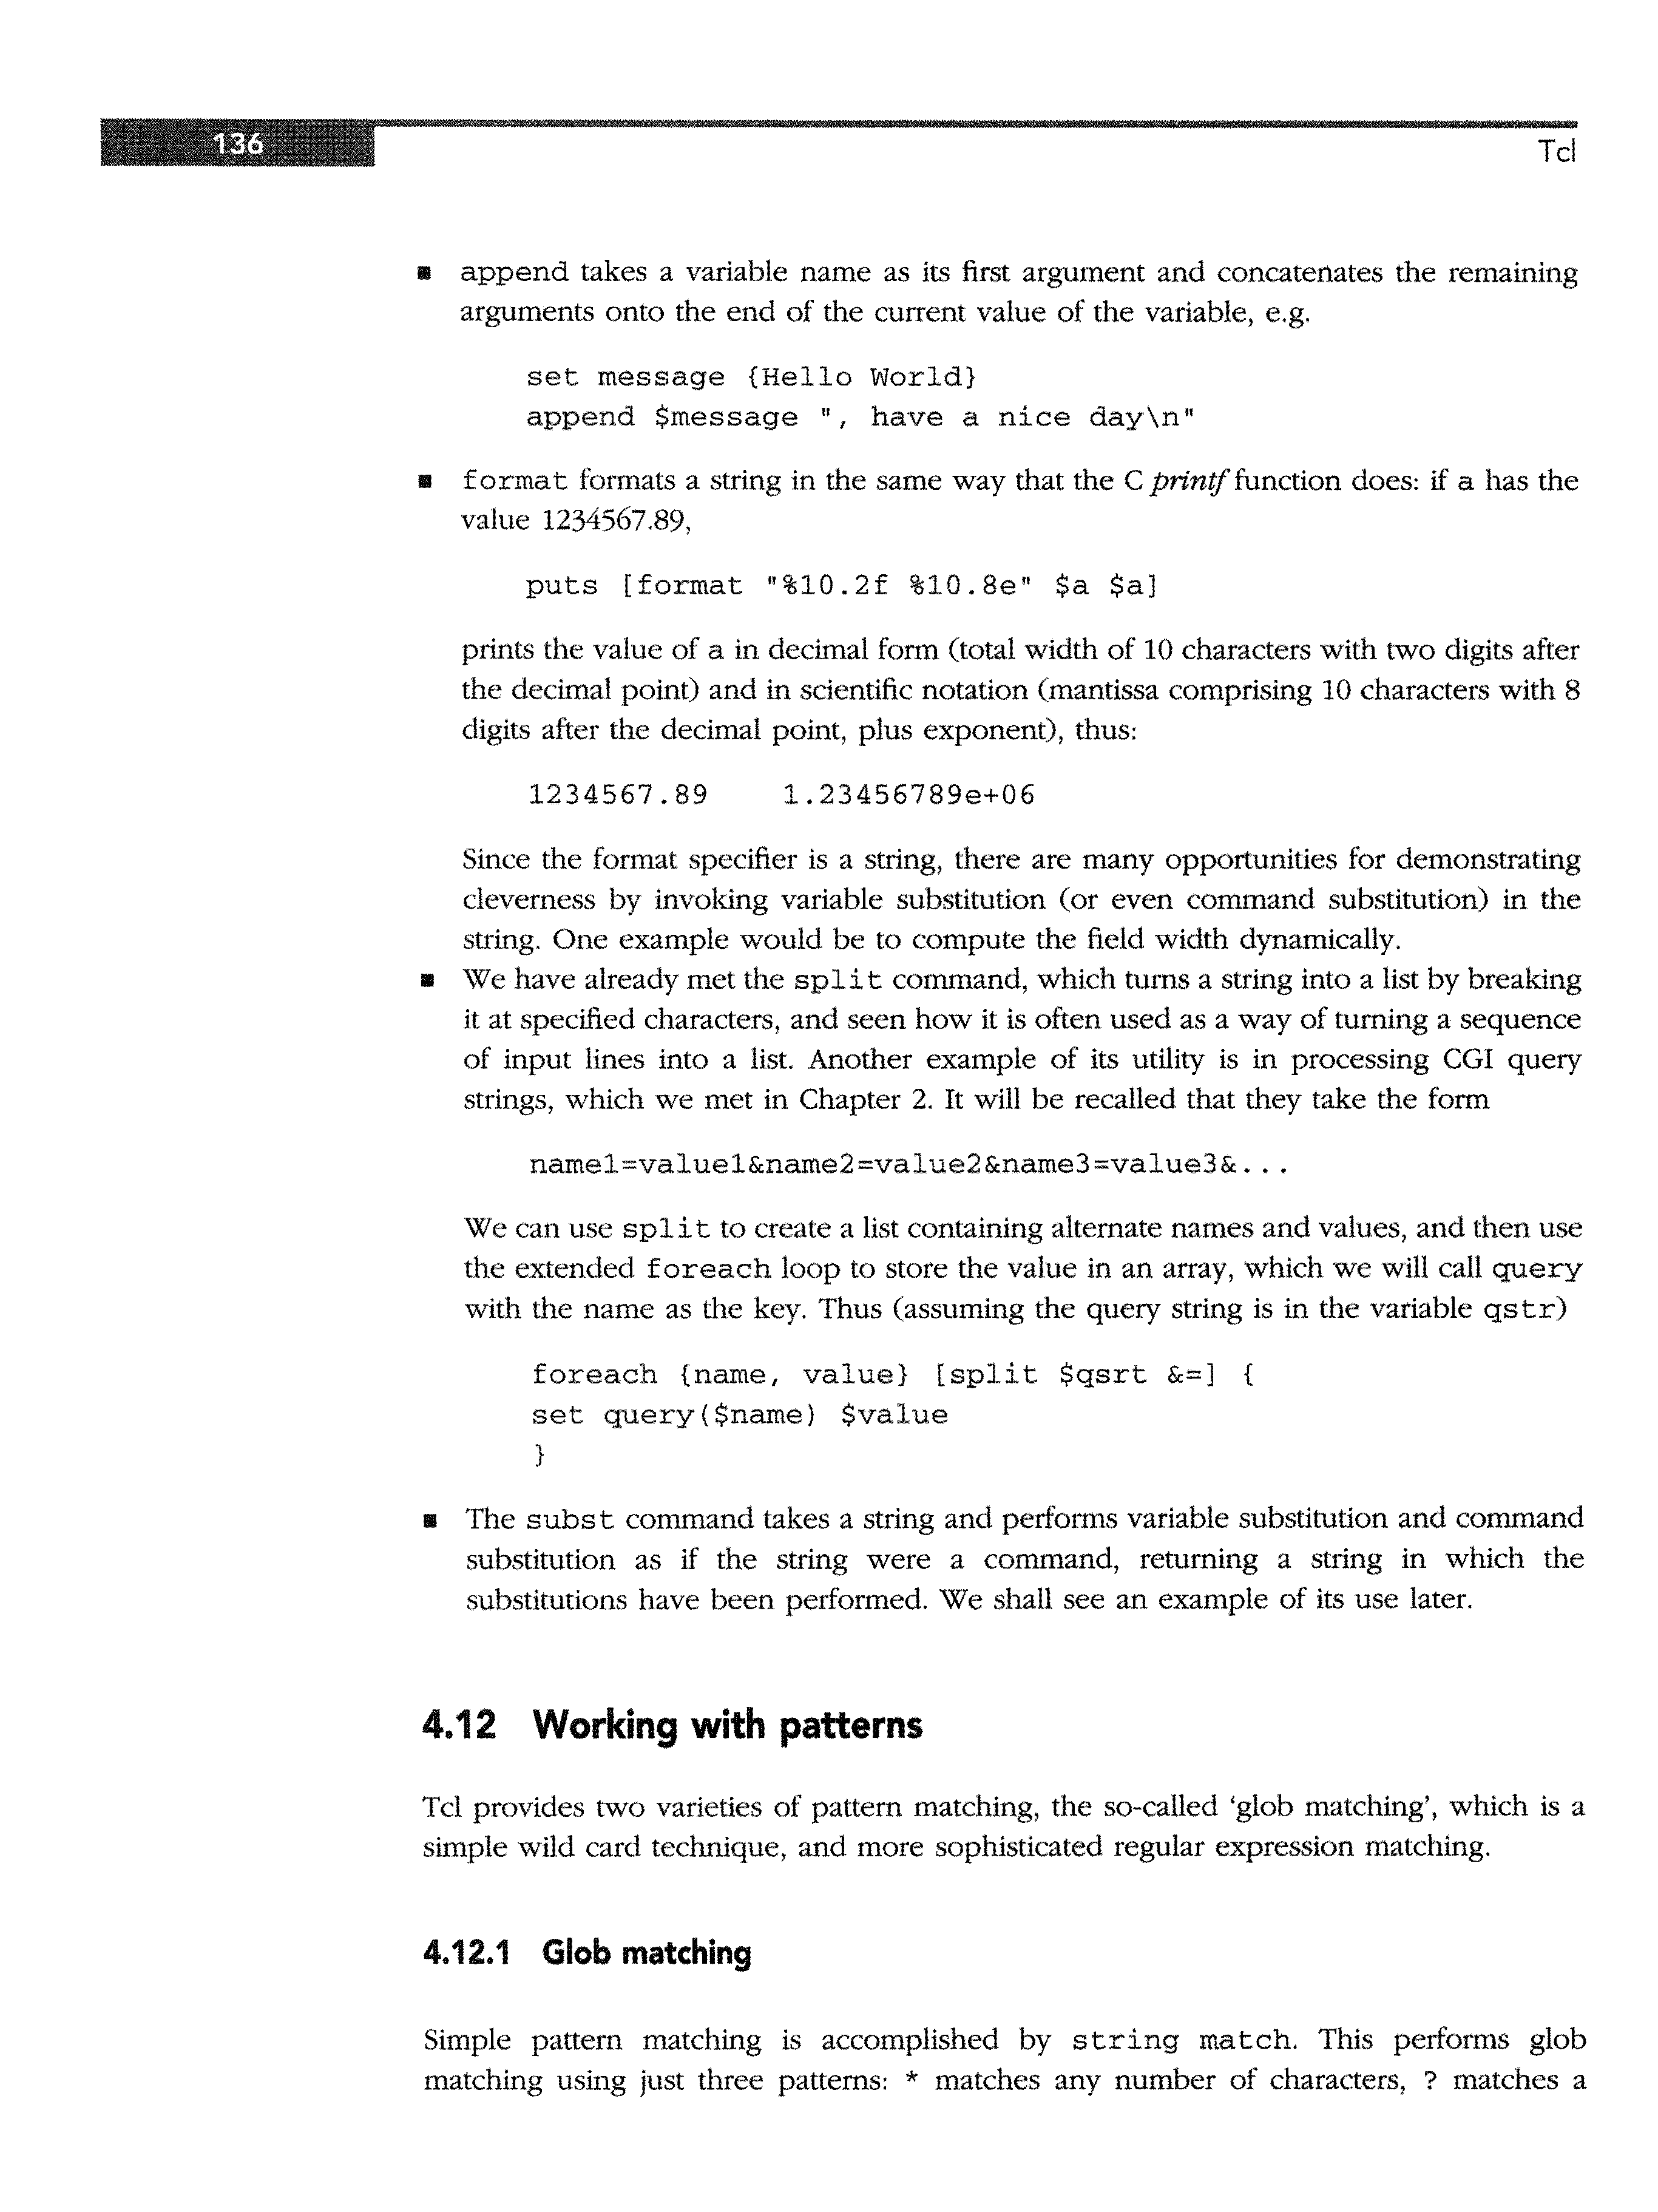 136
Tcl
■ append takes a variable name as its first argument and concatenates the remaining
arguments onto the end of the current value of the variable, e.g.
set message {Hello World}
append $message ", have a nice day\n"
■ format formats a string in the same way that the C printf function does: if a has the
value 1234567.89,
puts [format "%10.2f %10.8e" $a $a]
prints the value of a in decimal form (total width of 10 characters with two digits after
the decimal point) and in scientific notation (mantissa comprising 10 characters with 8
digits after the decimal point, plus exponent), thus:
1234567.89 1.23456789e+06
Since the format specifier is a string, there are many opportunities for demonstrating
cleverness by invoking variable substitution (or even command substitution) in the
string. One example would be to compute the field width dynamically.
■ We have already met the split command, which turns a string into a list by breaking
it at specified characters, and seen how it is often used as a way of turning a sequence
of input lines into a list. Another example of its utility is in processing CGI query
strings, which we met in Chapter 2. It will be recalled that they take the form
name1=value1&name2=value2&name3=value3&...
We can use split to create a list containing alternate names and values, and then use
the extended foreach loop to store the value in an array, which we will call query
with the name as the key. Thus (assuming the query string is in the variable qstr)
foreach {name, value} [split $qsrt &=] {
set query($name) $value
}
■ The subst command takes a string and performs variable substitution and command
substitution as if the string were a command, returning a string in which the
substitutions have been performed. We shall see an example of its use later.
4.12 Working with patterns
Tcl provides two varieties of pattern matching, the so-called ‘glob matching’, which is a
simple wild card technique, and more sophisticated regular expression matching.
4.12.1 Glob matching
Simple pattern matching is accomplished by string match. This performs glob
matching using just three patterns: * matches any number of characters, ? matches a